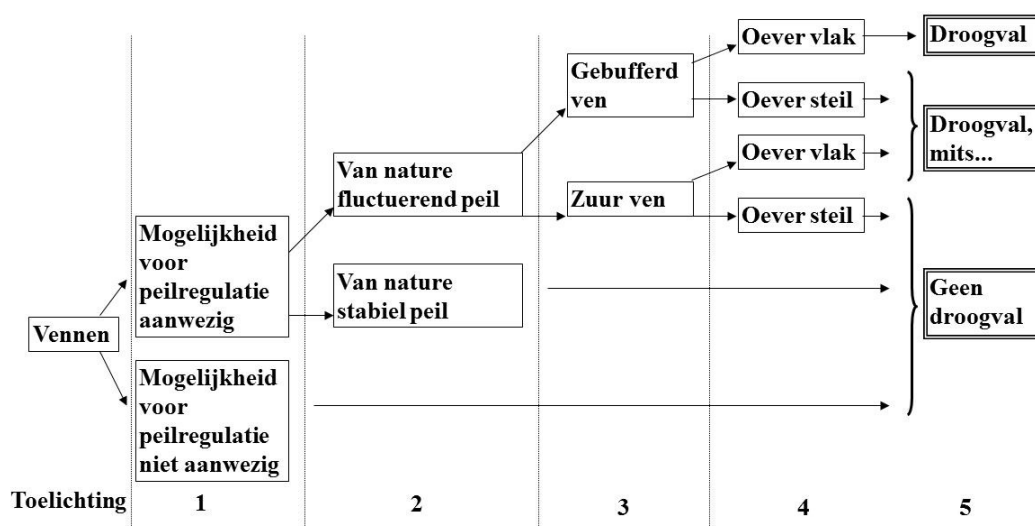 Vennen
Mogelijkheid
voor
peilregulatie
aanwezig
Mogelijkheid
voor
peilregulatie
niet aanwezig
Van nature
fluctuerend peil
Van nature
stabiel peil
Gebufferd
ven
Zuur ven
Oever vlak
Oever steil
Oever vlak
Oever steil
Droogval
Droogval,
mits...
Geen
droogval
Toelichting 1 2 3 4 5